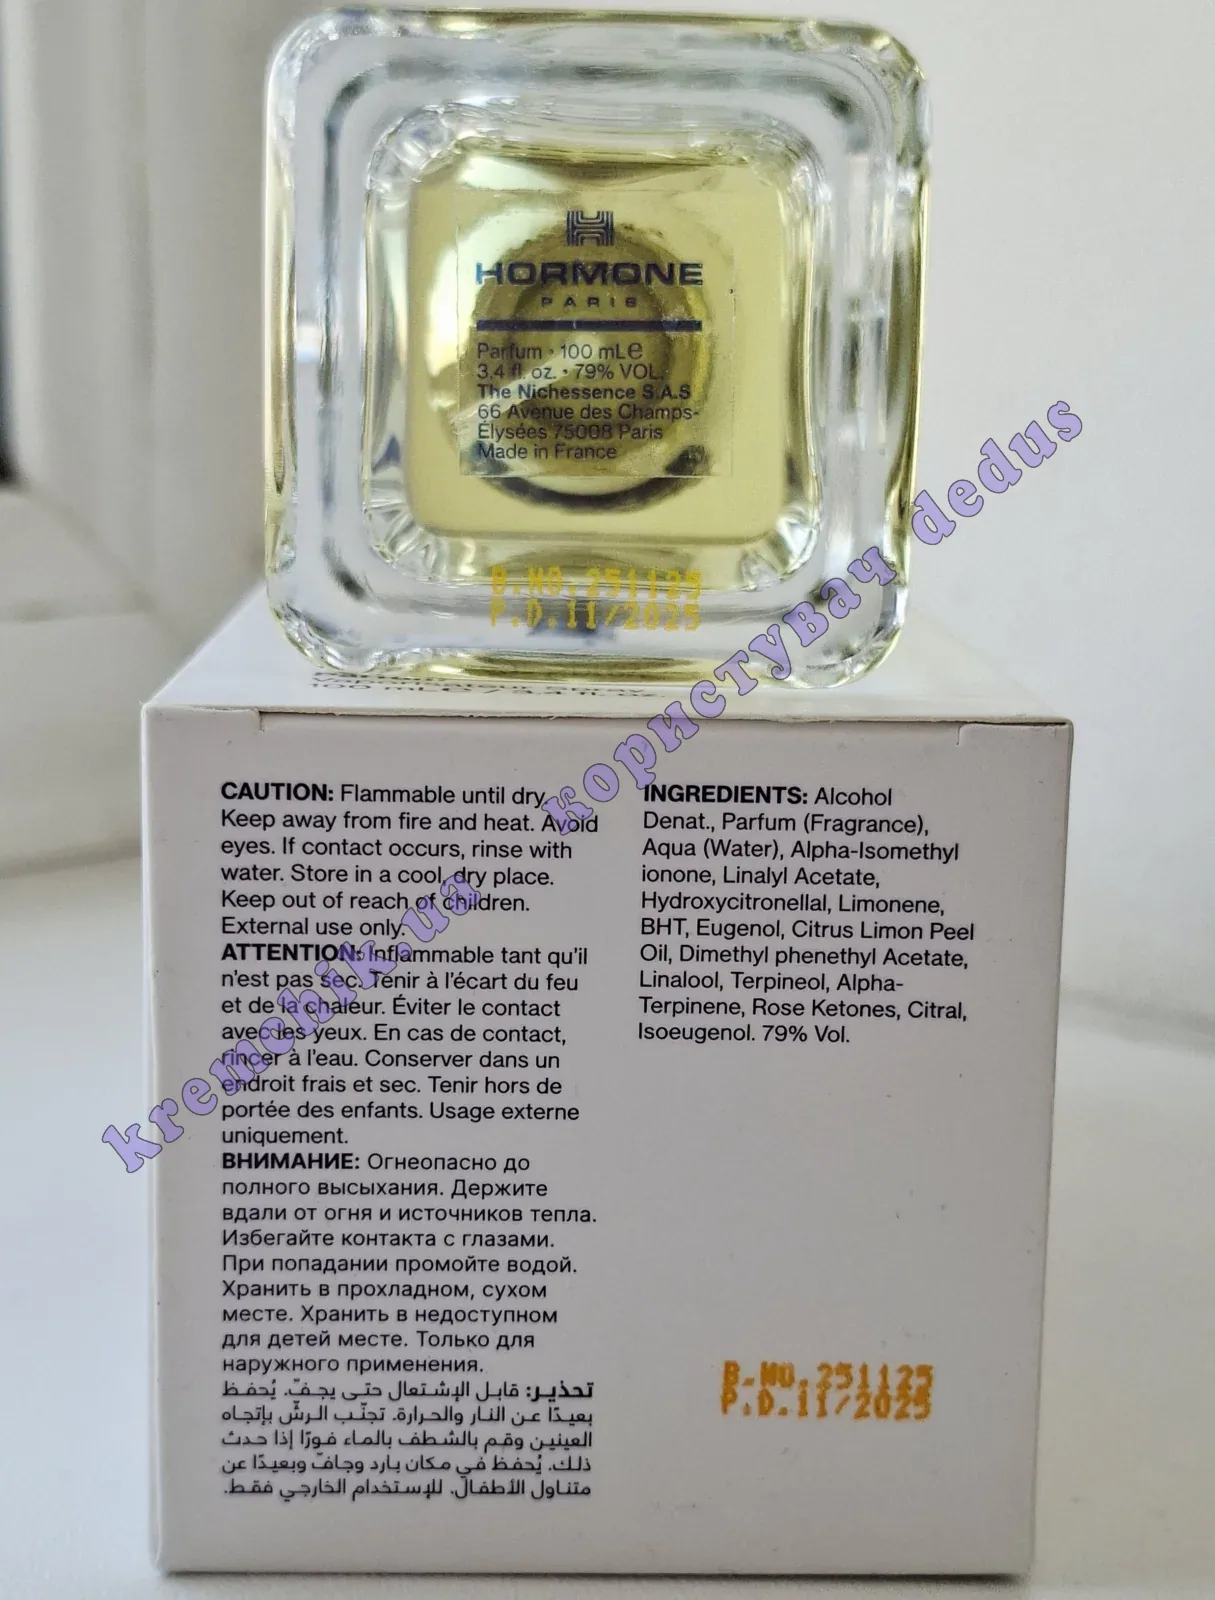 HORMONE
PARIS
Parfum • 100 mL℮
3,4 fl. oz. • 79% VOL.
The Nichessence S.A.S
66 Avenue des Champs-
Élysées 75008 Paris
Made in France
B.NO.251125
P.D.11/2025
100 mL℮ / 3,4 fl. oz.
CAUTION: Flammable until dry.
Keep away from fire and heat. Avoid
eyes. If contact occurs, rinse with
water. Store in a cool, dry place.
Keep out of reach of children.
External use only.
ATTENTION: Inflammable tant qu'il
n'est pas sec. Tenir à l'écart du feu
et de la chaleur. Éviter le contact
avec les yeux. En cas de contact,
rincer à l'eau. Conserver dans un
endroit frais et sec. Tenir hors de
portée des enfants. Usage externe
uniquement.
ВНИМАНИЕ: Огнеопасно до
полного высыхания. Держите
вдали от огня и источников тепла.
Избегайте контакта с глазами.
При попадании промойте водой.
Хранить в прохладном, сухом
месте. Хранить в недоступном
для детей месте. Только для
наружного применения.
تحذير: قابل الإشتعال حتى يجفّ. يُحفظ
بعيدًا عن النار والحرارة. تجنّب الرشّ بإتجاه
العينين وقم بالشطف بالماء فورًا إذا حدث
ذلك. يُحفظ في مكان بارد وجافّ وبعيدًا عن
متناول الأطفال. للإستخدام الخارجي فقط.
INGREDIENTS: Alcohol
Denat., Parfum (Fragrance),
Aqua (Water), Alpha-Isomethyl
ionone, Linalyl Acetate,
Hydroxycitronellal, Limonene,
BHT, Eugenol, Citrus Limon Peel
Oil, Dimethyl phenethyl Acetate,
Linalool, Terpineol, Alpha-
Terpinene, Rose Ketones, Citral,
Isoeugenol. 79% Vol.
B.NO.251125
P.D.11/2025
kremchik.ua користувач dedus